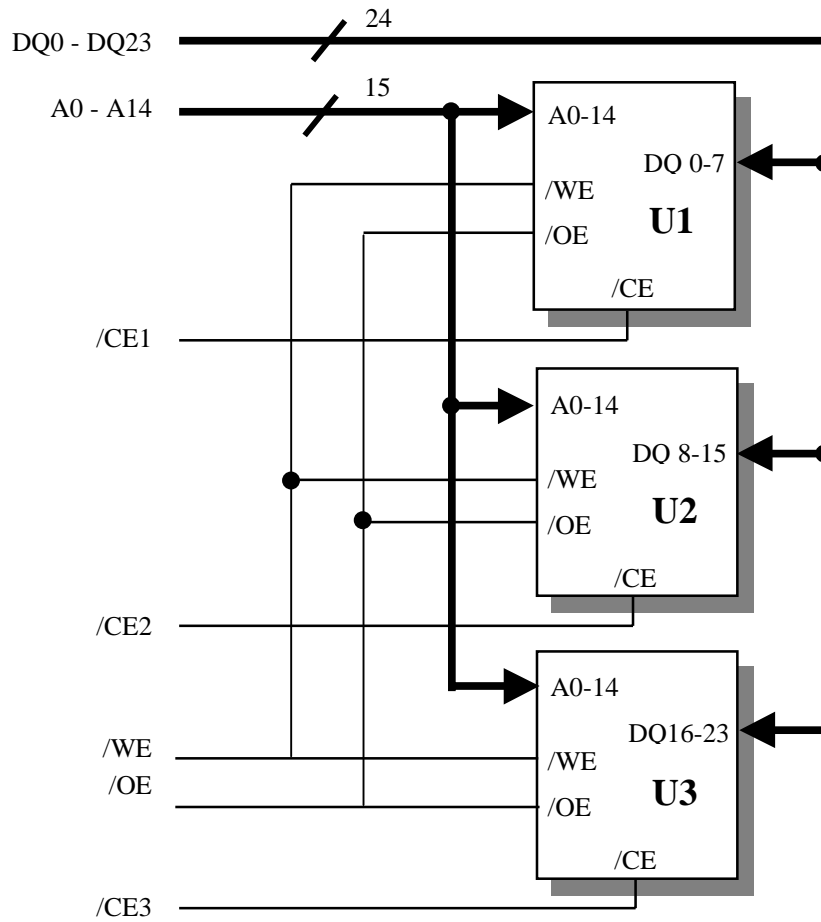 24
DQ0 - DQ23
15
A0 - A14
A0-14
DQ 0-7
/WE
U1
/OE
/CE
/CE1
A0-14
DQ 8-15
/WE
U2
/OE
/CE
/CE2
A0-14
DQ16-23
/WE
/WE
/OE
U3
/OE
/CE
/CE3